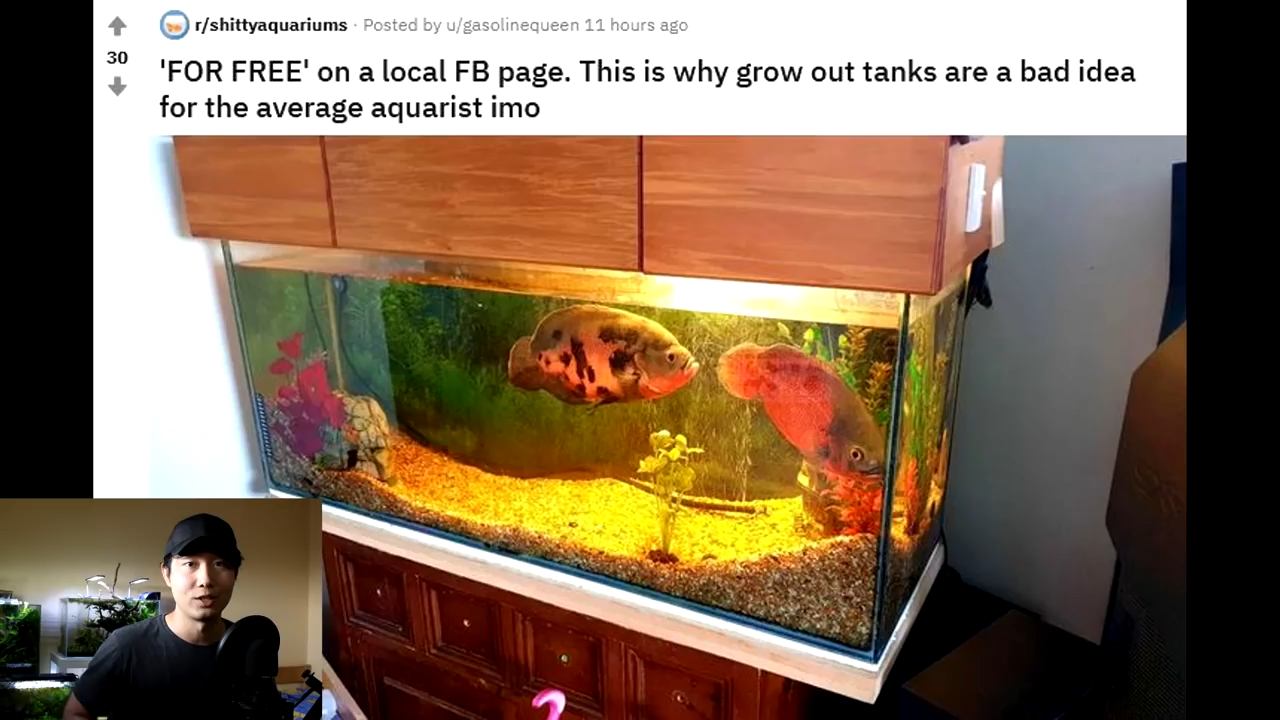 r/shittyaquariums · Posted by u/gasolinequeen 11 hours ago
30
'FOR FREE' on a local FB page. This is why grow out tanks are a bad idea
for the average aquarist imo